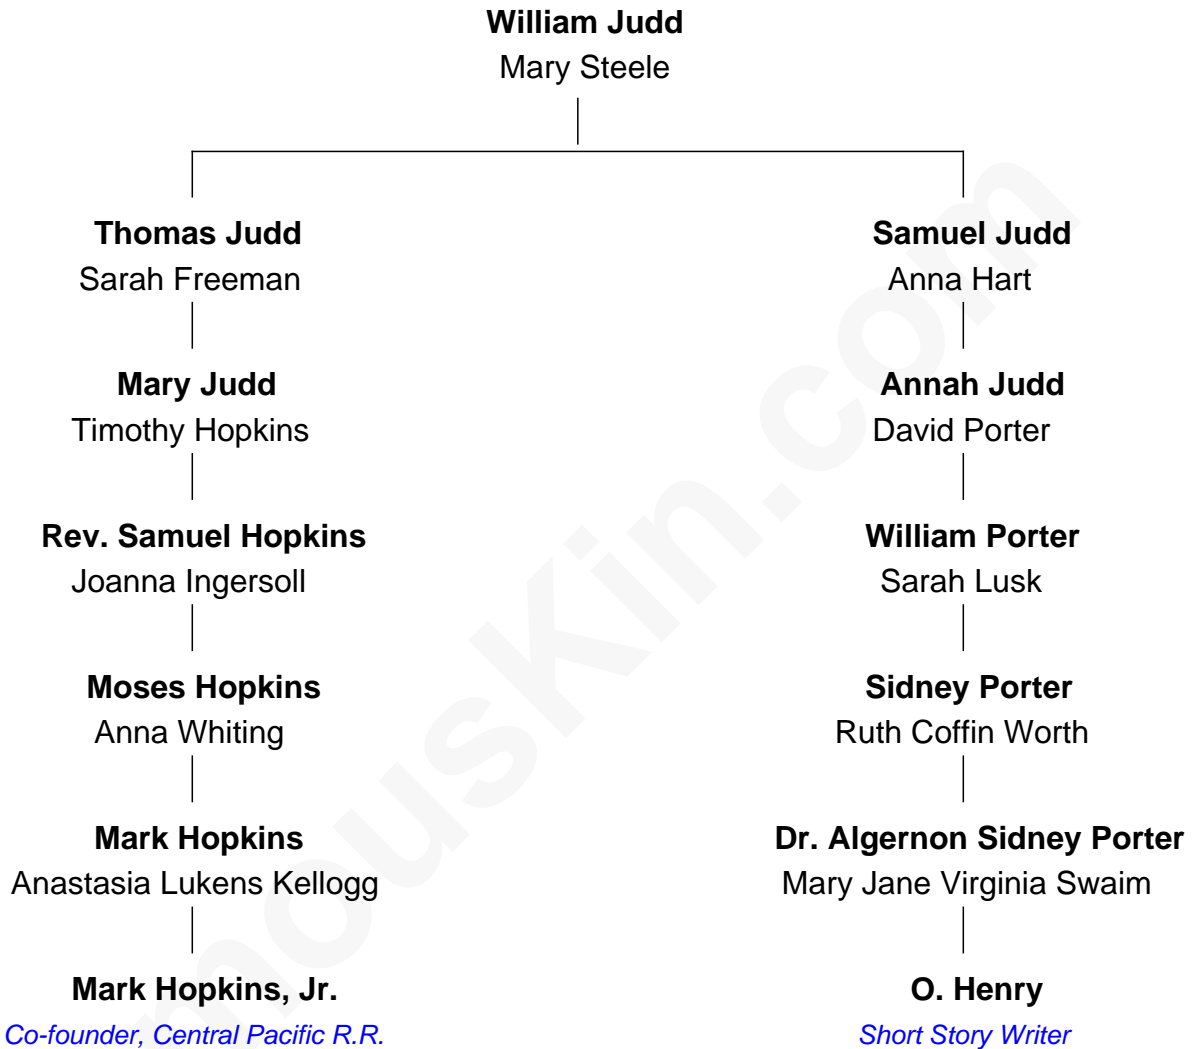 William Judd
Mary Steele
Thomas Judd
Sarah Freeman
Mary Judd
Timothy Hopkins
Rev. Samuel Hopkins
Joanna Ingersoll
Moses Hopkins
Anna Whiting
Mark Hopkins
Anastasia Lukens Kellogg
Mark Hopkins, Jr.
Co-founder, Central Pacific R.R.
Samuel Judd
Anna Hart
Annah Judd
David Porter
William Porter
Sarah Lusk
Sidney Porter
Ruth Coffin Worth
Dr. Algernon Sidney Porter
Mary Jane Virginia Swaim
O. Henry
Short Story Writer
mousKin.com